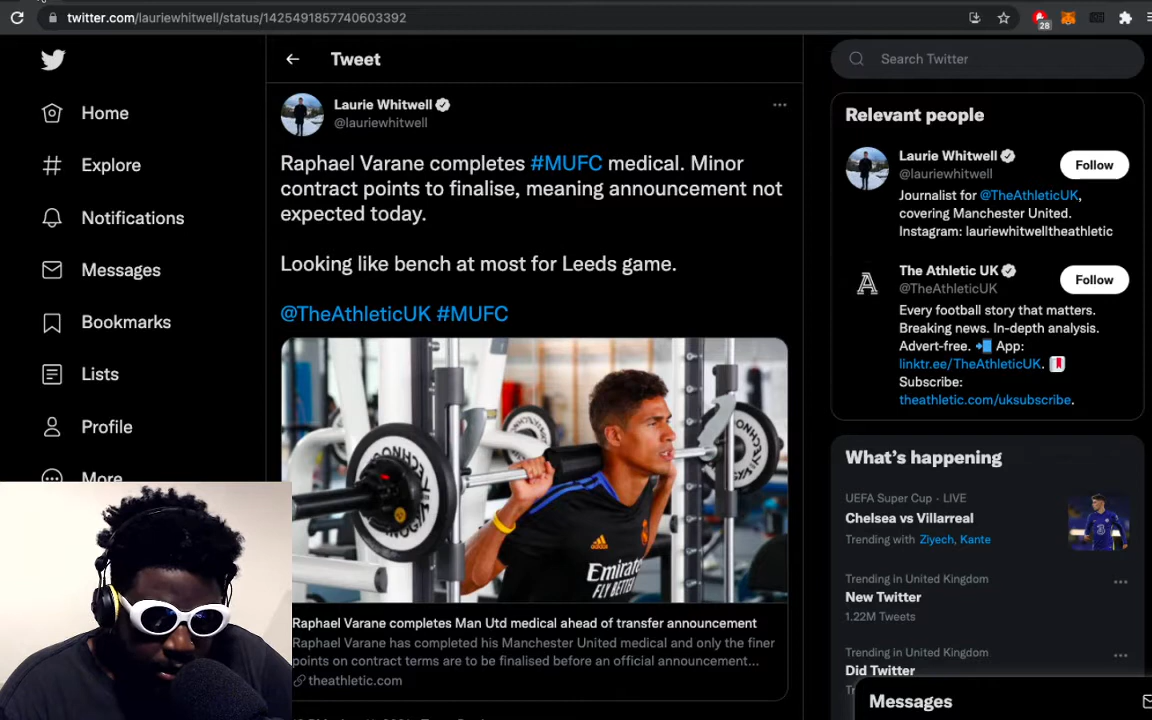 twitter.com/lauriewhitwell/status/1425491857740603392
28
Home
Explore
Notifications
Messages
Bookmarks
Lists
Profile
More
Tweet
Laurie Whitwell
@lauriewhitwell
Raphael Varane completes #MUFC medical. Minor
contract points to finalise, meaning announcement not
expected today.
Looking like bench at most for Leeds game.
@TheAthleticUK #MUFC
Emirates
FLY BETTER
Raphael Varane completes Man Utd medical ahead of transfer announcement
Raphael Varane has completed his Manchester United medical and only the finer
points on contract terms are to be finalised before an official announcement...
theathletic.com
Search Twitter
Relevant people
Laurie Whitwell
@lauriewhitwell
Follow
Journalist for @TheAthleticUK,
covering Manchester United.
Instagram: lauriewhitwelltheathletic
The Athletic UK
@TheAthleticUK
Follow
Every football story that matters.
Breaking news. In-depth analysis.
Advert-free. 📲 App:
linktr.ee/TheAthleticUK.
Subscribe:
theathletic.com/uksubscribe.
What's happening
UEFA Super Cup · LIVE
Chelsea vs Villarreal
Trending with Ziyech, Kante
Trending in United Kingdom
New Twitter
1.22M Tweets
Trending in United Kingdom
Did Twitter
Messages